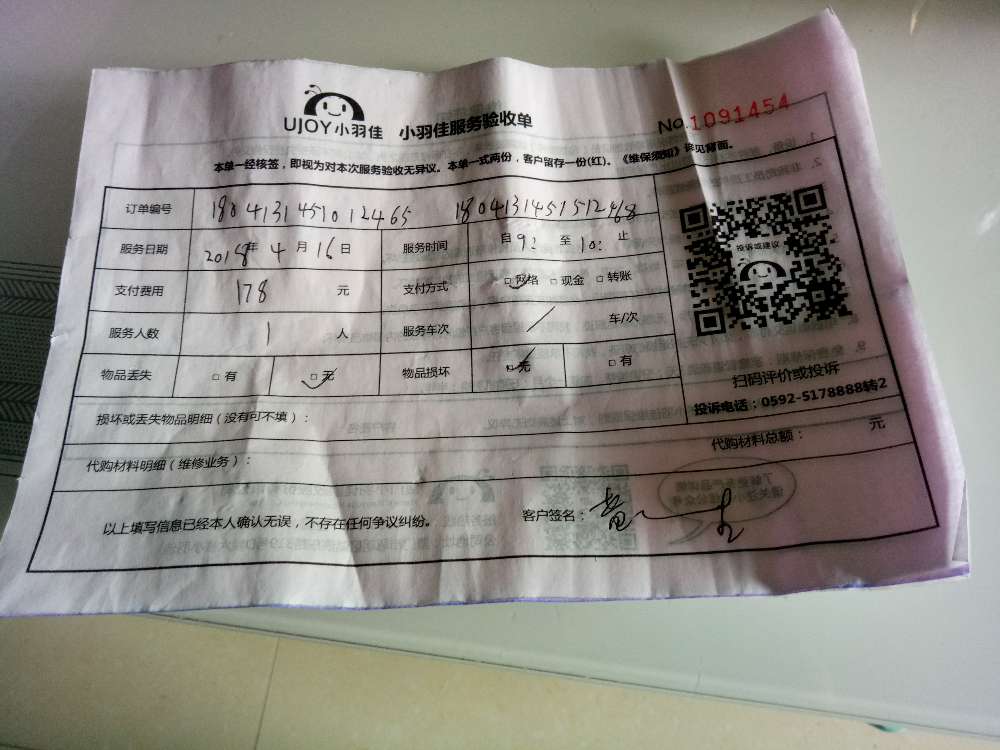 UJOY小羽佳 小羽佳服务验收单 No.1091454
本单一经核签，即视为对本次服务验收无异议。本单一式两份，客户留存一份(红)。《维保须知》详见背面。
订单编号 1804131451012465 1804131451512468
服务日期 2018年 4月 16日 服务时间 自 9: 至 10: 止
支付费用 178 元 支付方式 □网络 □现金 □转账
服务人数 1 人 服务车次 / 车/次
物品丢失 □有 □无 物品损坏 □无 □有
投诉或建议
扫码评价或投诉
投诉电话：0592-5178888转2
损坏或丢失物品明细（没有可不填）：
代购材料明细（维修业务）： 代购材料总额： 元
以上填写信息已经本人确认无误，不存在任何争议纠纷。 客户签名：黄